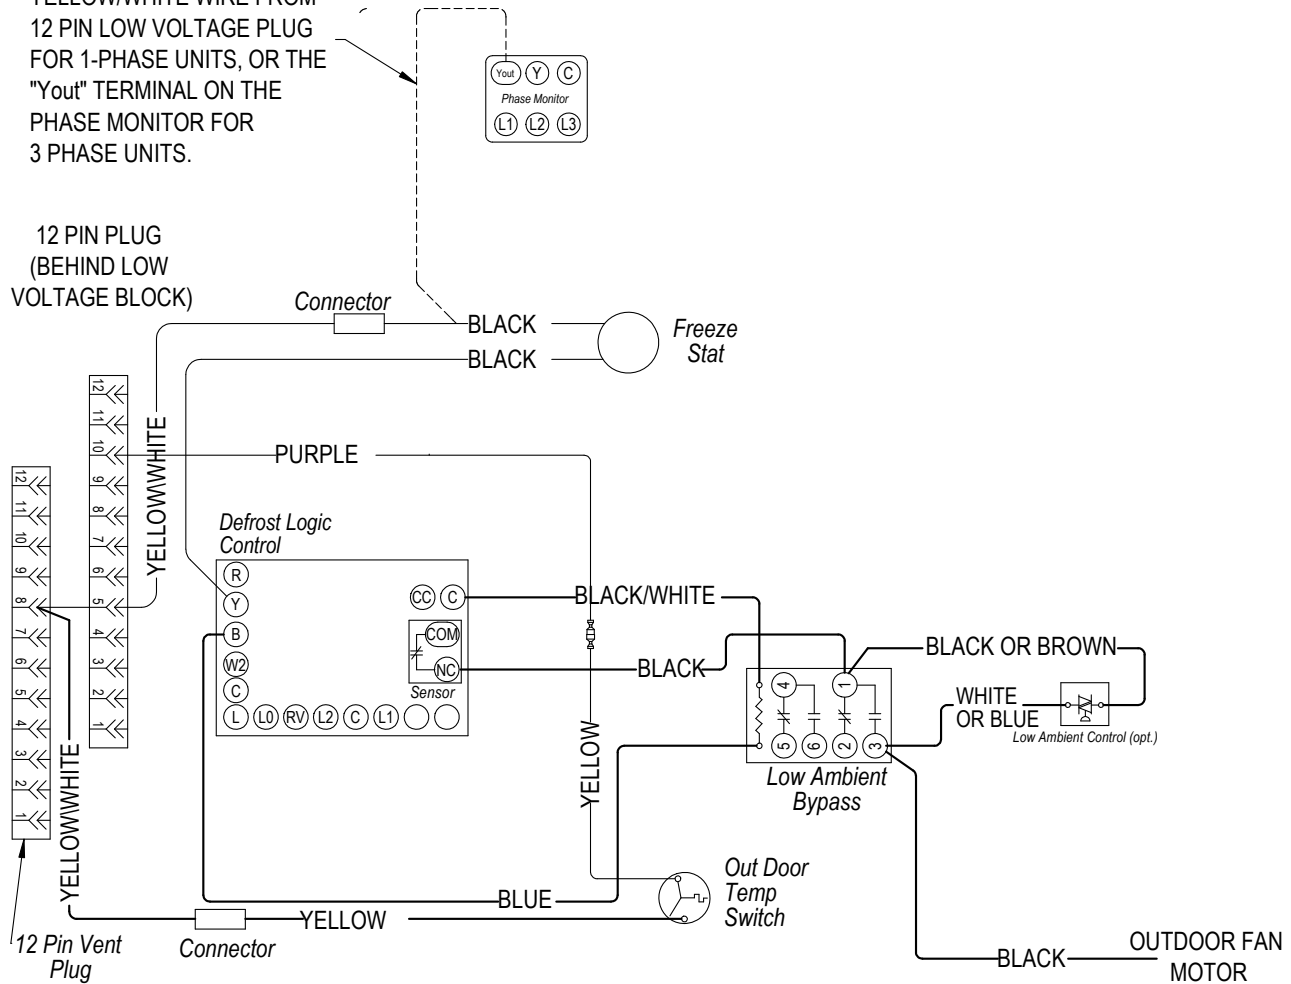 YELLOW/WHITE WIRE FROM
12 PIN LOW VOLTAGE PLUG
FOR 1-PHASE UNITS, OR THE
"Yout" TERMINAL ON THE
PHASE MONITOR FOR
3 PHASE UNITS.
Yout Y C
Phase Monitor
L1 L2 L3
12 PIN PLUG
(BEHIND LOW
VOLTAGE BLOCK)
Connector
BLACK
BLACK
Freeze
Stat
12
11
10
9
8
7
6
5
4
3
2
1
YELLOW\WHITE
PURPLE
12
11
10
9
8
7
6
5
4
3
2
1
YELLOW\WHITE
12 Pin Vent
Plug
Defrost Logic
Control
R
Y
B
W2
C
L L0 RV L2 C L1
CC C
COM
NC
Sensor
BLACK/WHITE
BLACK
YELLOW
4 1
5 6 2 3
Low Ambient
Bypass
BLACK OR BROWN
WHITE
OR BLUE
Low Ambient Control (opt.)
BLUE
Out Door
Temp
Switch
YELLOW
Connector
BLACK
OUTDOOR FAN
MOTOR